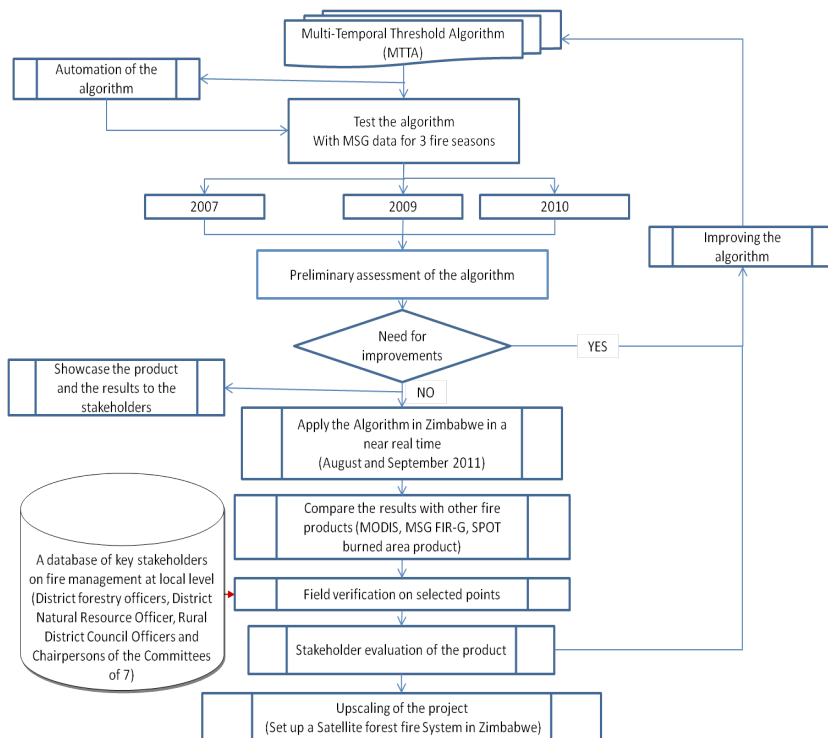 Multi-Temporal Threshold Algorithm
(MTTA)
Automation of the
algorithm
Test the algorithm
With MSG data for 3 fire seasons
2007
2009
2010
Improving the
algorithm
Preliminary assessment of the algorithm
Need for
improvements
YES
NO
Showcase the product
and the results to the
stakeholders
Apply the Algorithm in Zimbabwe in a
near real time
(August and September 2011)
Compare the results with other fire
products (MODIS, MSG FIR-G, SPOT
burned area product)
A database of key stakeholders
on fire management at local level
(District forestry officers, District
Natural Resource Officer, Rural
District Council Officers and
Chairpersons of the Committees
of 7)
Field verification on selected points
Stakeholder evaluation of the product
Upscaling of the project
(Set up a Satellite forest fire System in Zimbabwe)